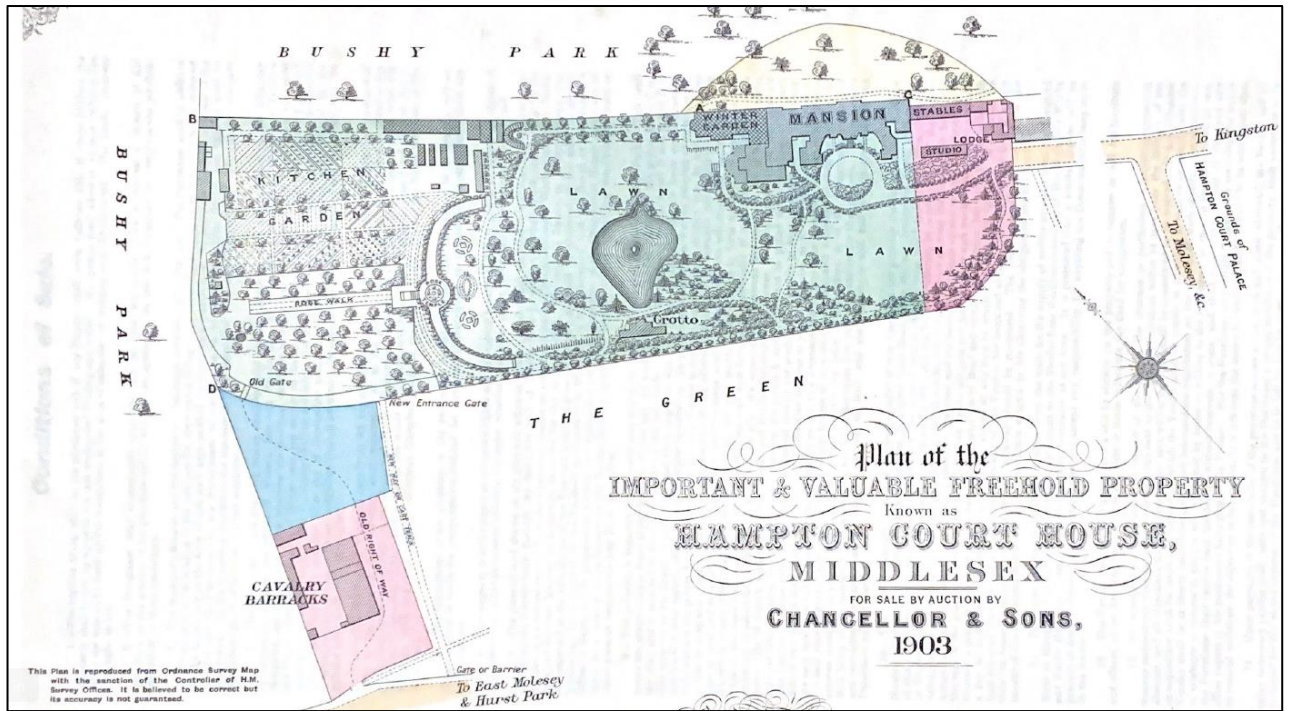 BUSHY PARK
BUSHY PARK
B
A
C
D
WINTER
GARDEN
MANSION
STABLES
LODGE
STUDIO
To Kingston
Grounds of
HAMPTON COURT PALACE
To Molesey &c.
KITCHEN
GARDEN
LAWN
LAWN
ROSE WALK
Grotto
Old Gate
New Entrance Gate
THE GREEN
OLD RIGHT OF WAY
CAVALRY
BARRACKS
Gate or Barrier
To East Molesey
& Hurst Park
Plan of the
IMPORTANT & VALUABLE FREEHOLD PROPERTY
Known as
HAMPTON COURT HOUSE,
MIDDLESEX
FOR SALE BY AUCTION BY
CHANCELLOR & SONS,
1903
This Plan is reproduced from Ordnance Survey Map
with the sanction of the Controller of H.M.
Survey Offices. It is believed to be correct but
its accuracy is not guaranteed.